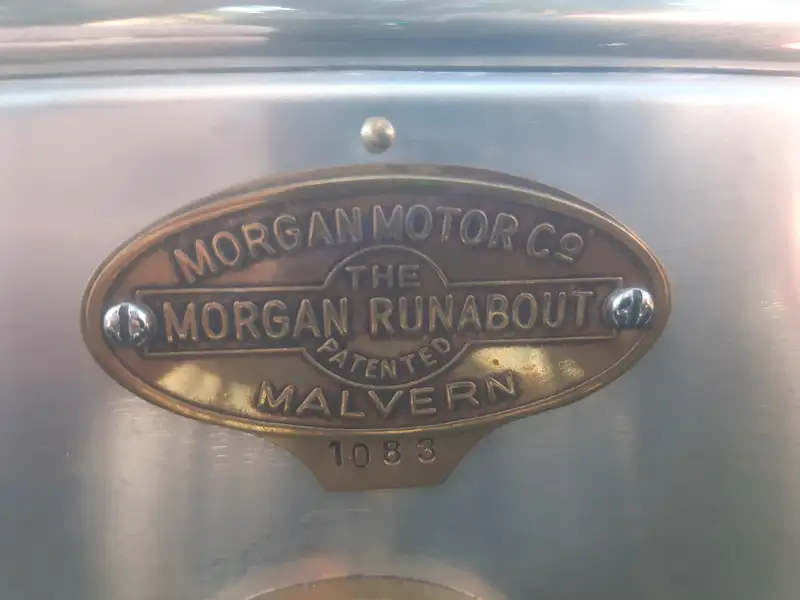 MORGAN MOTOR Cº
THE
MORGAN RUNABOUT
PATENTED
MALVERN
1083